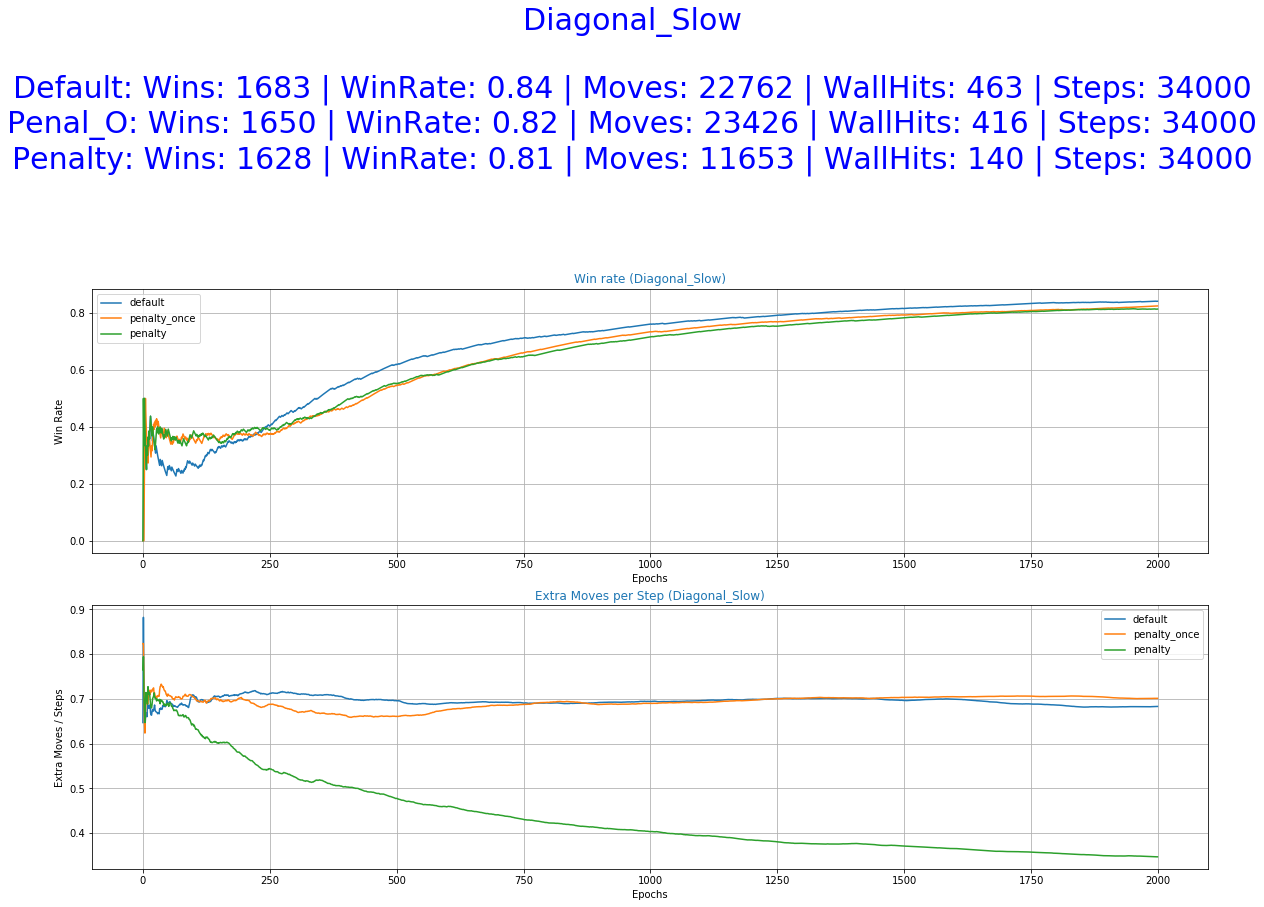 Diagonal_Slow
Default: Wins: 1683 | WinRate: 0.84 | Moves: 22762 | WallHits: 463 | Steps: 34000
Penal_O: Wins: 1650 | WinRate: 0.82 | Moves: 23426 | WallHits: 416 | Steps: 34000
Penalty: Wins: 1628 | WinRate: 0.81 | Moves: 11653 | WallHits: 140 | Steps: 34000
Win rate (Diagonal_Slow)
default
penalty_once
penalty
Win Rate
0.8
0.6
0.4
0.2
0.0
0 250 500 750 1000 1250 1500 1750 2000
Epochs
Extra Moves per Step (Diagonal_Slow)
default
penalty_once
penalty
Extra Moves / Steps
0.9
0.8
0.7
0.6
0.5
0.4
0 250 500 750 1000 1250 1500 1750 2000
Epochs